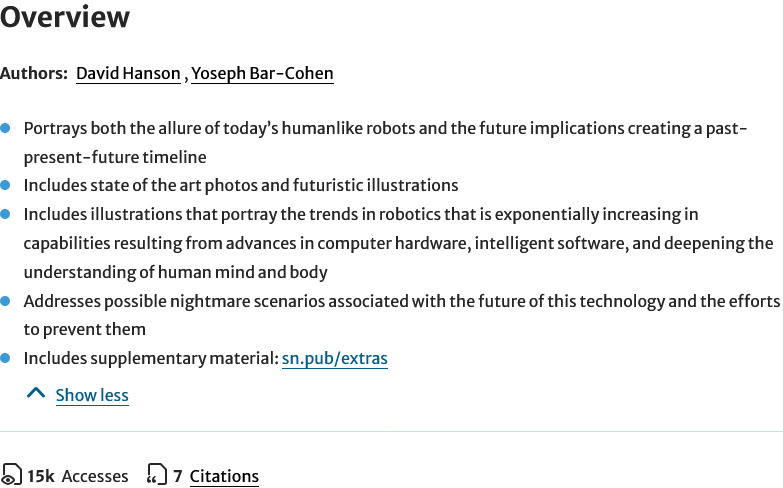 Overview
Authors: David Hanson , Yoseph Bar-Cohen
Portrays both the allure of today’s humanlike robots and the future implications creating a past-
present-future timeline
Includes state of the art photos and futuristic illustrations
Includes illustrations that portray the trends in robotics that is exponentially increasing in
capabilities resulting from advances in computer hardware, intelligent software, and deepening the
understanding of human mind and body
Addresses possible nightmare scenarios associated with the future of this technology and the efforts
to prevent them
Includes supplementary material: sn.pub/extras
Show less
15k Accesses 7 Citations